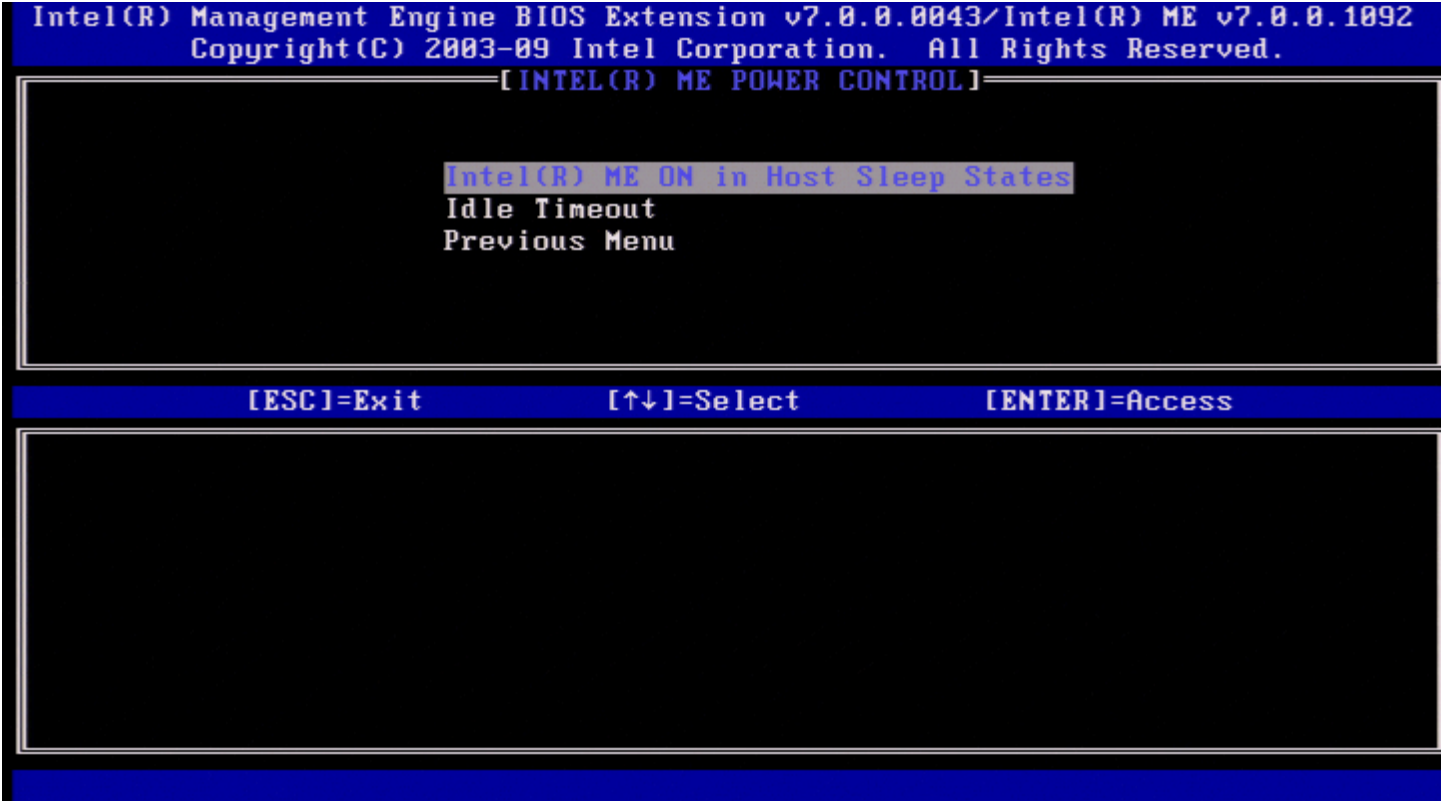 Intel(R) Management Engine BIOS Extension v7.0.0.0043/Intel(R) ME v7.0.0.1092
Copyright(C) 2003-09 Intel Corporation.  All Rights Reserved.
[INTEL(R) ME POWER CONTROL]
Intel(R) ME ON in Host Sleep States
Idle Timeout
Previous Menu
[ESC]=Exit [↑↓]=Select [ENTER]=Access